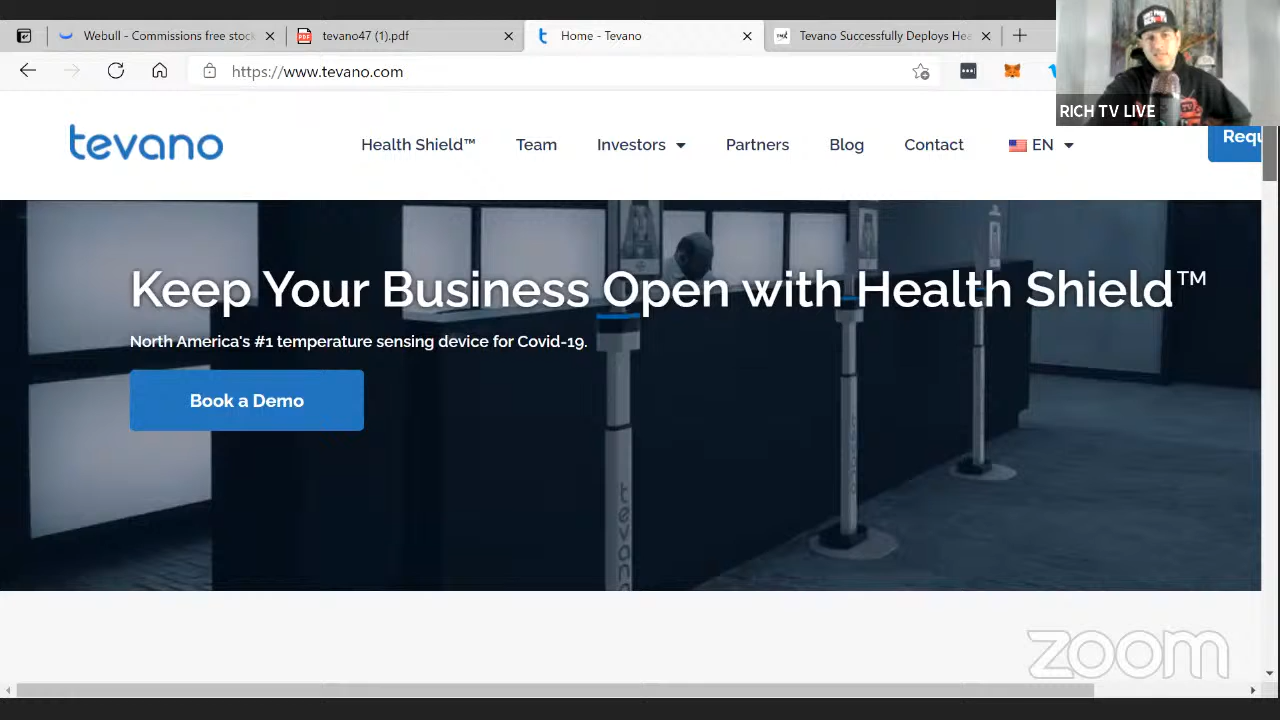 Webull - Commissions free stock
tevano47 (1).pdf
Home - Tevano
Tevano Successfully Deploys Hea
https://www.tevano.com
RICH TV LIVE
tevano
Health Shield™
Team
Investors
Partners
Blog
Contact
EN
Requ
Keep Your Business Open with Health Shield™
North America's #1 temperature sensing device for Covid-19.
Book a Demo
tevano
zoom